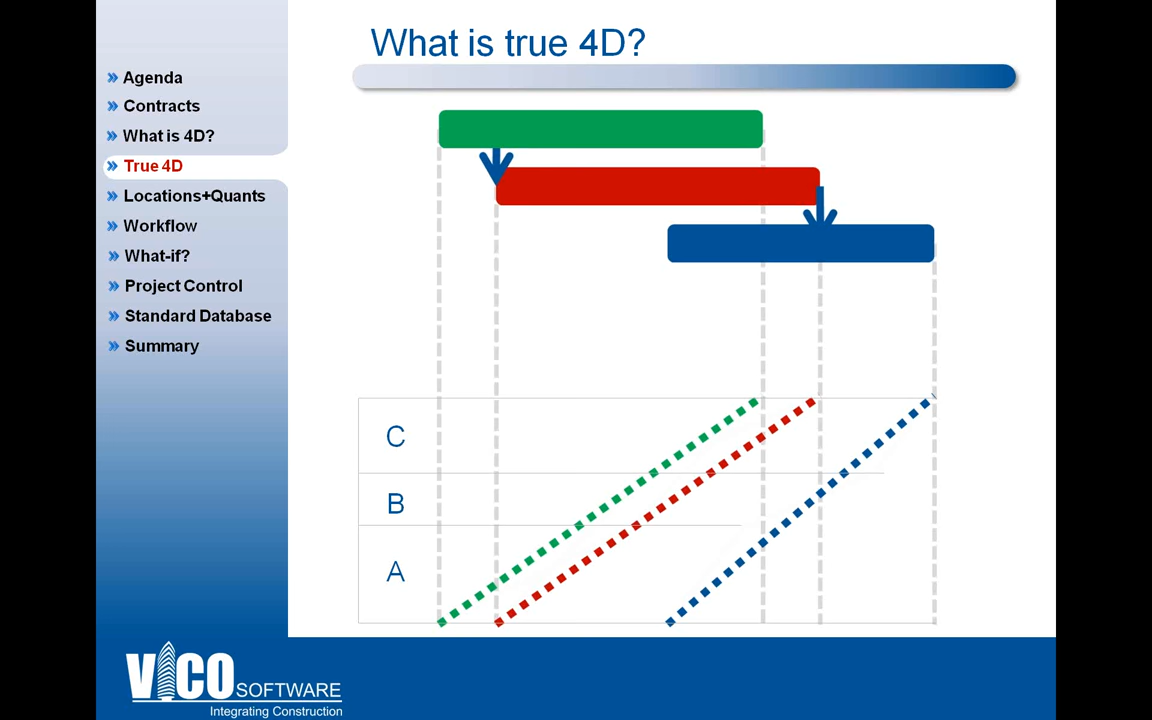 What is true 4D?
Agenda
Contracts
What is 4D?
True 4D
Locations+Quants
Workflow
What-if?
Project Control
Standard Database
Summary
C
B
A
VICO SOFTWARE
Integrating Construction